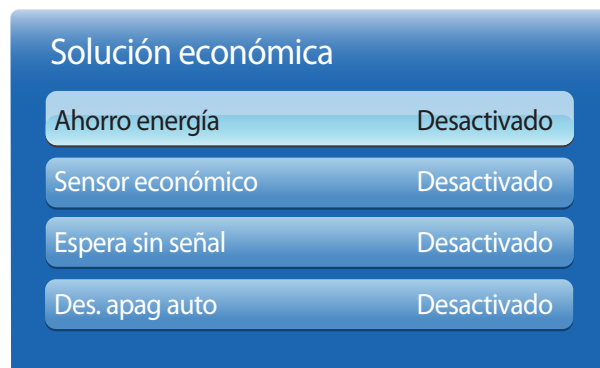 Solución económica
Ahorro energía Desactivado
Sensor económico Desactivado
Espera sin señal Desactivado
Des. apag auto Desactivado